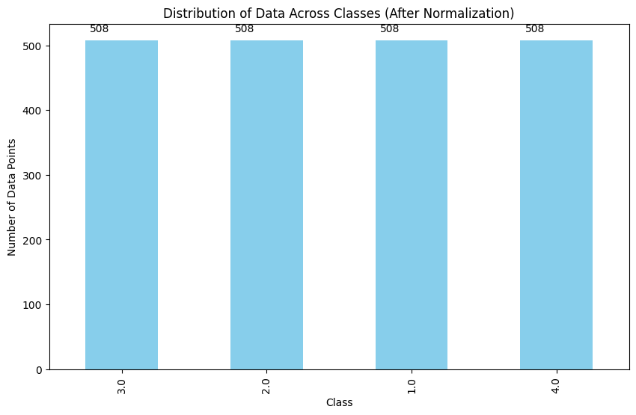 Distribution of Data Across Classes (After Normalization)
508 508 508 508
500
400
300
200
100
0
Number of Data Points
3.0 2.0 1.0 4.0
Class